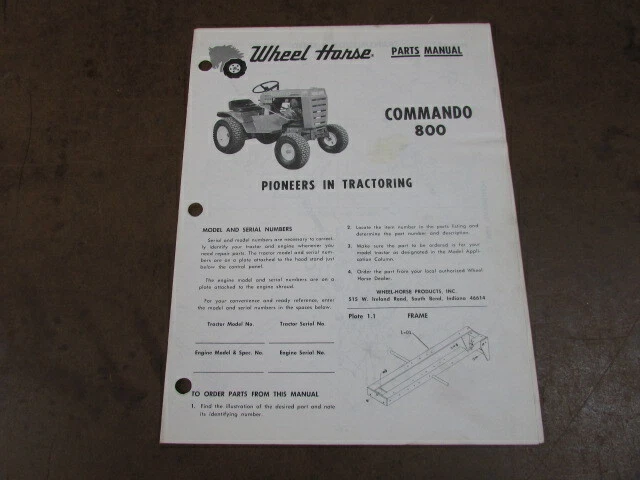 Wheel Horse.
PARTS MANUAL
COMMANDO
800
PIONEERS IN TRACTORING
MODEL AND SERIAL NUMBERS
Serial and model numbers are necessary to correct-
ly identify your tractor and engine whenever you
need repair parts. The tractor model and serial num-
bers are on a plate attached to the hood stand just
below the control panel.
The engine model and serial numbers are on a
plate attached to the engine shroud.
For your convenience and ready reference, enter
the model and serial numbers in the spaces below.
Tractor Model No. Tractor Serial No.
Engine Model & Spec. No. Engine Serial No.
TO ORDER PARTS FROM THIS MANUAL
1. Find the illustration of the desired part and note
its identifying number.
2. Locate the item number in the parts listing and
determine the part number and description.
3. Make sure the part to be ordered is for your
model tractor as designated in the Model Appli-
cation Column.
4. Order the part from your local authorized Wheel
Horse Dealer.
WHEEL-HORSE PRODUCTS, INC.
515 W. Ireland Road, South Bend, Indiana 46614
Plate 1.1 FRAME